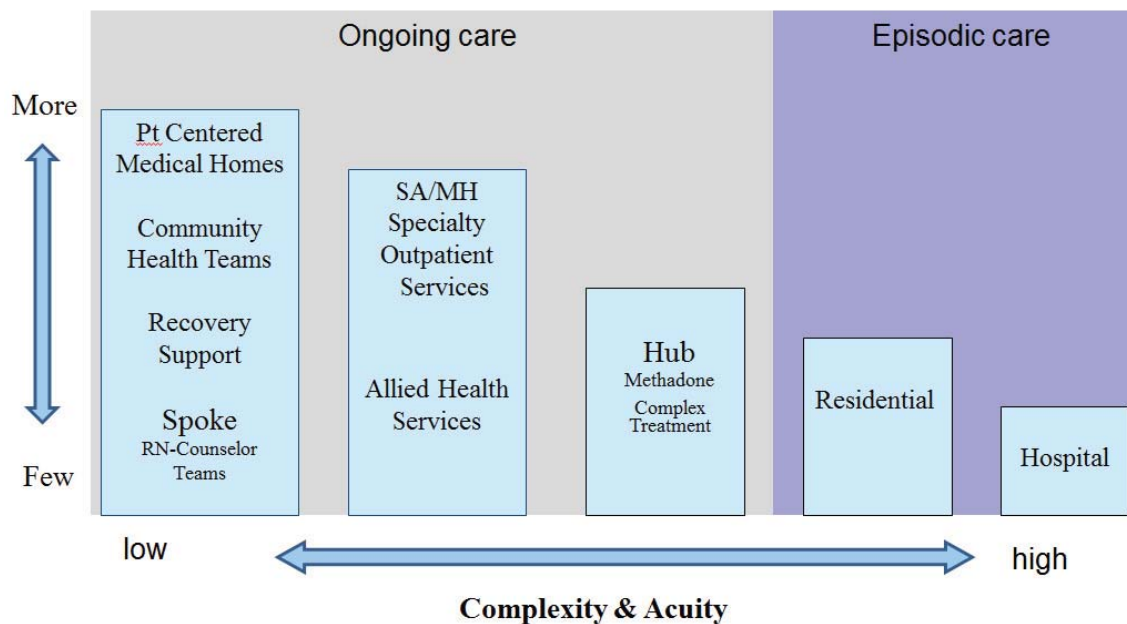 Ongoing care
Episodic care
More
Few
Pt Centered
Medical Homes
Community
Health Teams
Recovery
Support
Spoke
RN-Counselor
Teams
SA/MH
Specialty
Outpatient
Services
Allied Health
Services
Hub
Methadone
Complex
Treatment
Residential
Hospital
low
high
Complexity & Acuity